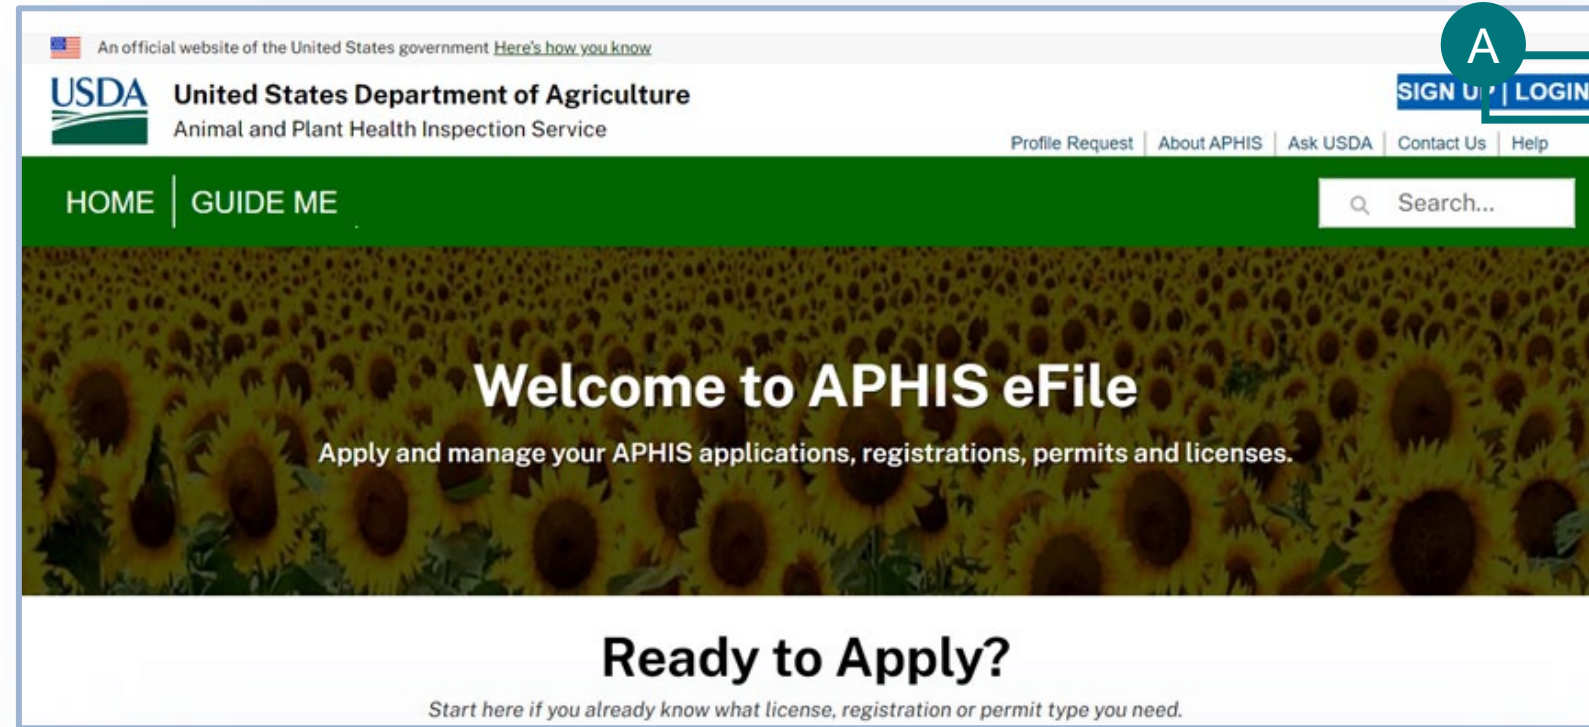 An official website of the United States government Here's how you know
A
USDA
United States Department of Agriculture
Animal and Plant Health Inspection Service
SIGN UP | LOGIN
Profile Request | About APHIS | Ask USDA | Contact Us | Help
HOME | GUIDE ME
Search...
Welcome to APHIS eFile
Apply and manage your APHIS applications, registrations, permits and licenses.
Ready to Apply?
Start here if you already know what license, registration or permit type you need.